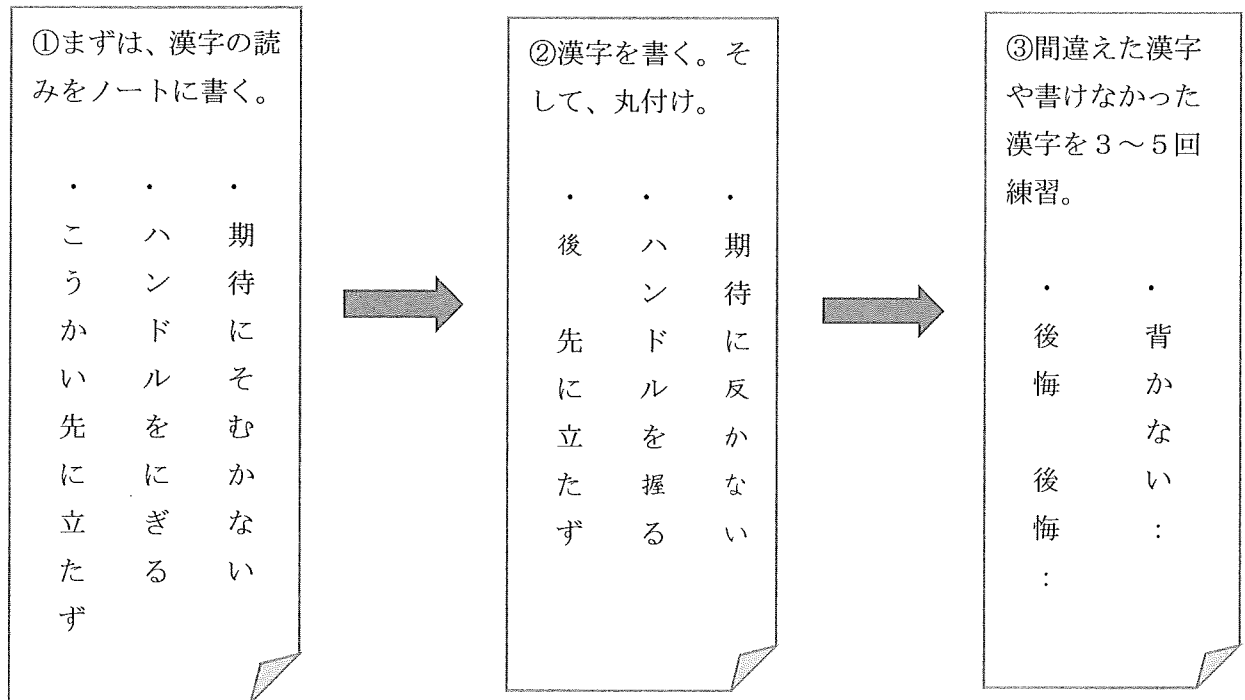 ①まずは、漢字の読
みをノートに書く。
・期待にそむかない
・ハンドルをにぎる
・こうかい先に立たず
②漢字を書く。そ
して、丸付け。
・期待に反かない
・ハンドルを握る
・後　先に立たず
③間違えた漢字
や書けなかった
漢字を３～５回
練習。
・背かない：
・後悔　後悔：